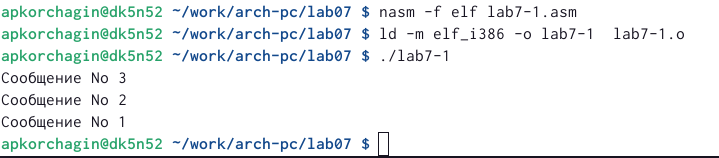 apkorchagin@dk5n52 ~/work/arch-pc/lab07 $ nasm -f elf lab7-1.asm
apkorchagin@dk5n52 ~/work/arch-pc/lab07 $ ld -m elf_i386 -o lab7-1  lab7-1.o
apkorchagin@dk5n52 ~/work/arch-pc/lab07 $ ./lab7-1
Сообщение No 3
Сообщение No 2
Сообщение No 1
apkorchagin@dk5n52 ~/work/arch-pc/lab07 $